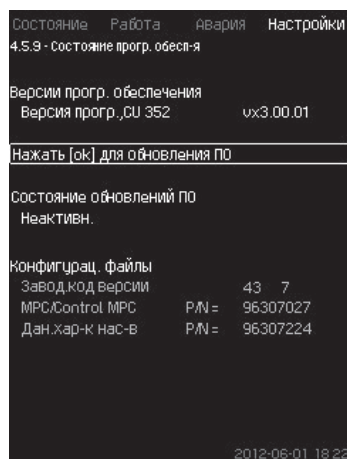 Состояние Работа Авария Настройки
4.5.9 - Состояние прогр. обесп-я
Версии прогр. обеспечения
Версия прогр.,CU 352 vx3.00.01
Нажать [ok] для обновления ПО
Состояние обновлений ПО
Неактивн.
Конфигурац. файлы
Завод.код версии 43 7
MPC/Control MPC P/N = 96307027
Дан.хар-к нас-в P/N = 96307224
2012-06-01 18:22